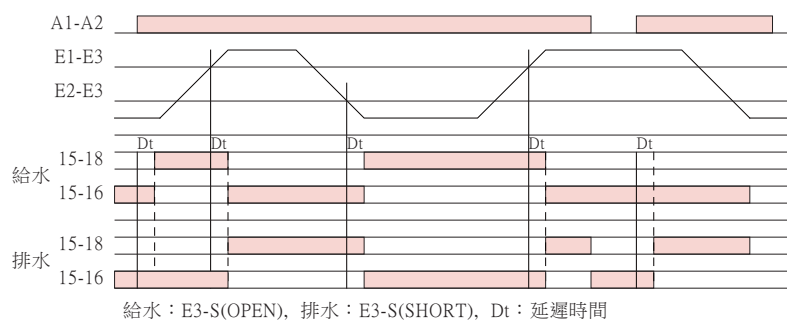 A1-A2
E1-E3
E2-E3
Dt Dt Dt Dt Dt
給水 15-18
15-16
排水 15-18
15-16
給水：E3-S(OPEN), 排水：E3-S(SHORT), Dt：延遲時間